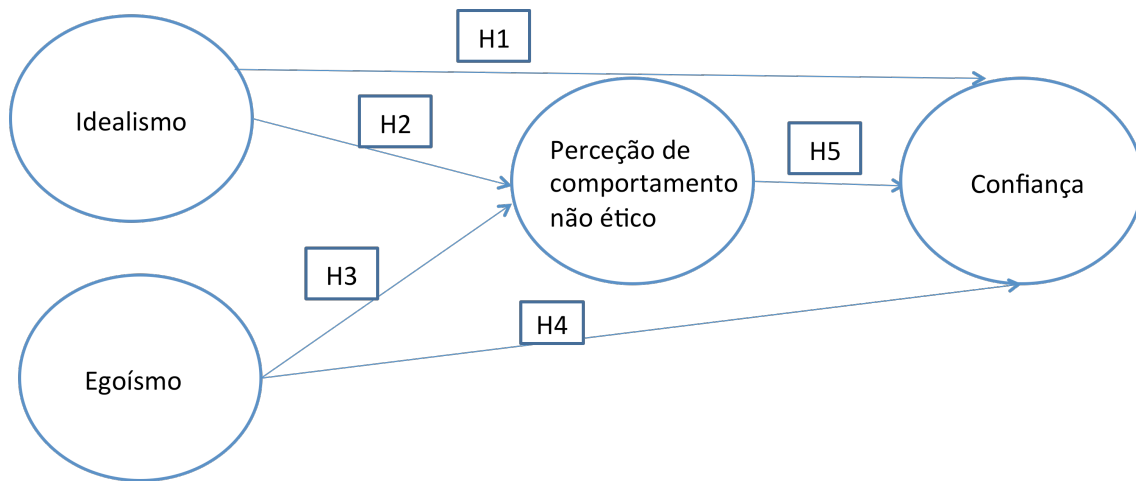 H1
Idealismo
H2
Perceção de
comportamento
não ético
H5
Confiança
H3
H4
Egoísmo